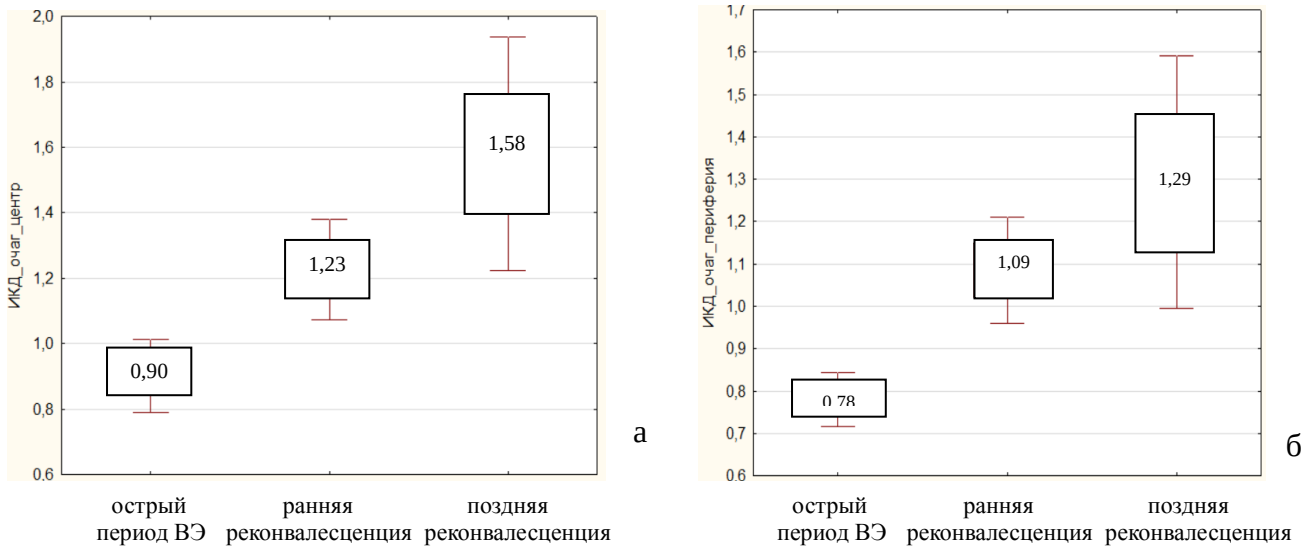 2,0
1,8
1,6
1,4
1,2
1,0
0,8
0,6
ИКД_очаг_центр
0,90
1,23
1,58
острый
период ВЭ
ранняя
реконвалесценция
поздняя
реконвалесценция
а
1,7
1,6
1,5
1,4
1,3
1,2
1,1
1,0
0,9
0,8
0,7
0,6
ИКД_очаг_периферия
0,78
1,09
1,29
острый
период ВЭ
ранняя
реконвалесценция
поздняя
реконвалесценция
б